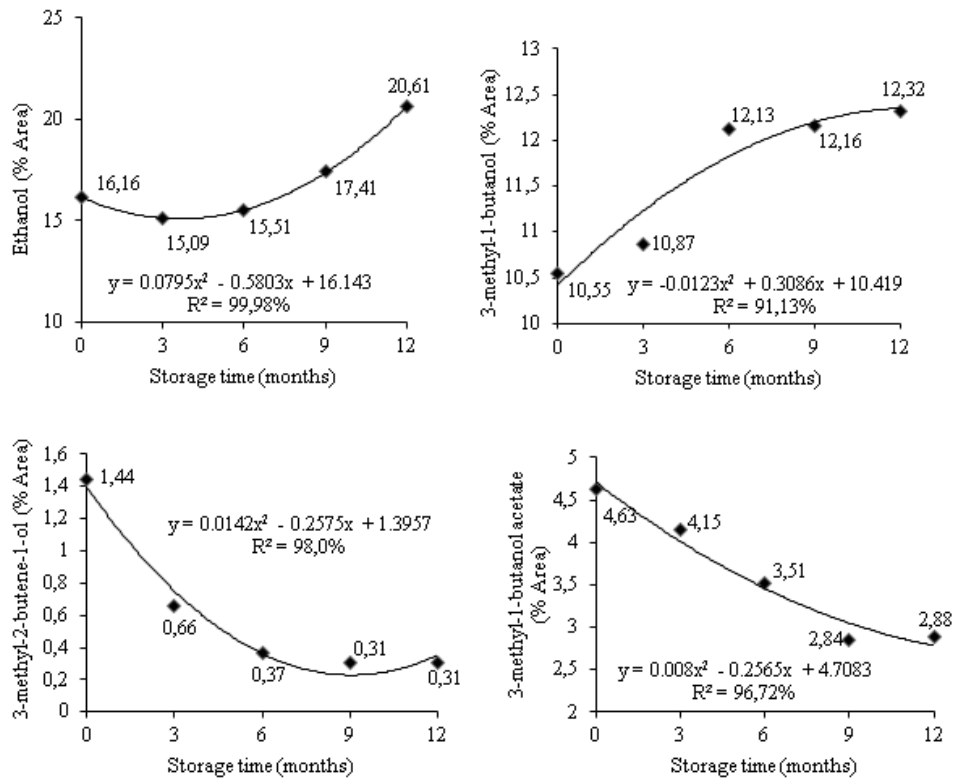 Ethanol (% Area)
25
20
15
10
16,16
15,09
15,51
17,41
20,61
y = 0.0795x² - 0.5803x + 16.143
R² = 99,98%
0 3 6 9 12
Storage time (months)
3-methyl-1-butanol (% Area)
13
12,5
12
11,5
11
10,5
10
10,55
10,87
12,13
12,16
12,32
y = -0.0123x² + 0.3086x + 10.419
R² = 91,13%
0 3 6 9 12
Storage time (months)
3-methyl-2-butene-1-ol (% Area)
1,6
1,4
1,2
1
0,8
0,6
0,4
0,2
0
1,44
0,66
0,37
0,31
0,31
y = 0.0142x² - 0.2575x + 1.3957
R² = 98,0%
0 3 6 9 12
Storage time (months)
3-methyl-1-butanol acetate
(% Area)
5
4,5
4
3,5
3
2,5
2
4,63
4,15
3,51
2,84
2,88
y = 0.008x² - 0.2565x + 4.7083
R² = 96,72%
0 3 6 9 12
Storage time (months)